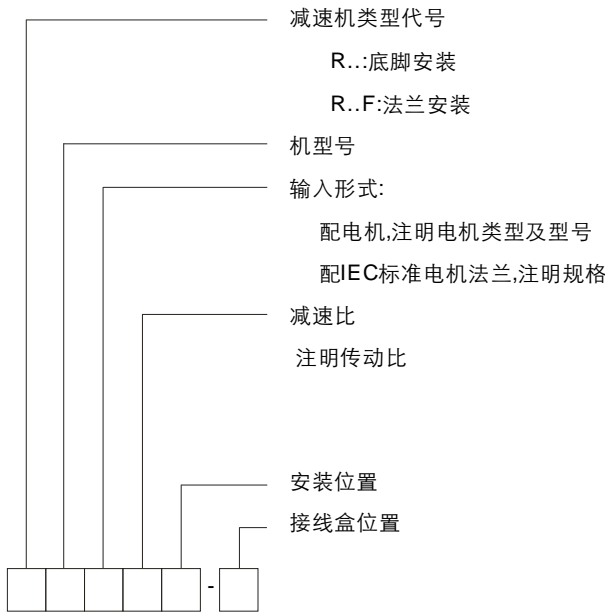 减速机类型代号
R..:底脚安装
R..F:法兰安装
机型号
输入形式:
配电机,注明电机类型及型号
配IEC标准电机法兰,注明规格
减速比
注明传动比
安装位置
接线盒位置
-